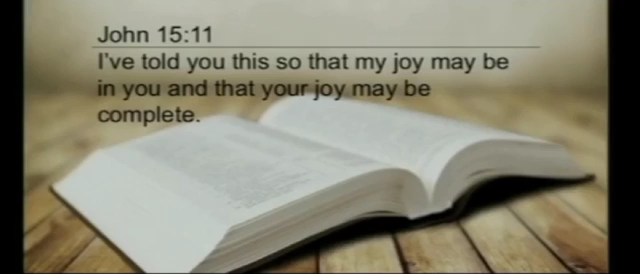 John 15:11
I've told you this so that my joy may be
in you and that your joy may be
complete.